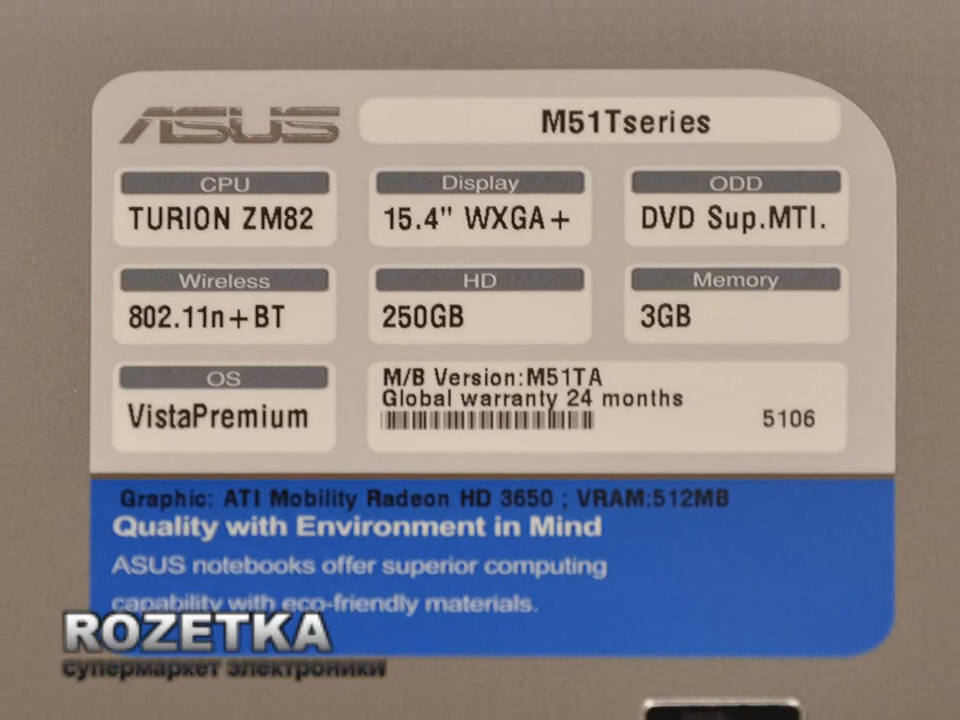 ASUS
M51Tseries
CPU
TURION ZM82
Display
15.4" WXGA+
ODD
DVD Sup.MTI.
Wireless
802.11n+BT
HD
250GB
Memory
3GB
OS
VistaPremium
M/B Version:M51TA
Global warranty 24 months
5106
Graphic: ATI Mobility Radeon HD 3650 ; VRAM:512MB
Quality with Environment in Mind
ASUS notebooks offer superior computing
capability with eco-friendly materials.
ROZETKA
супермаркет электроники